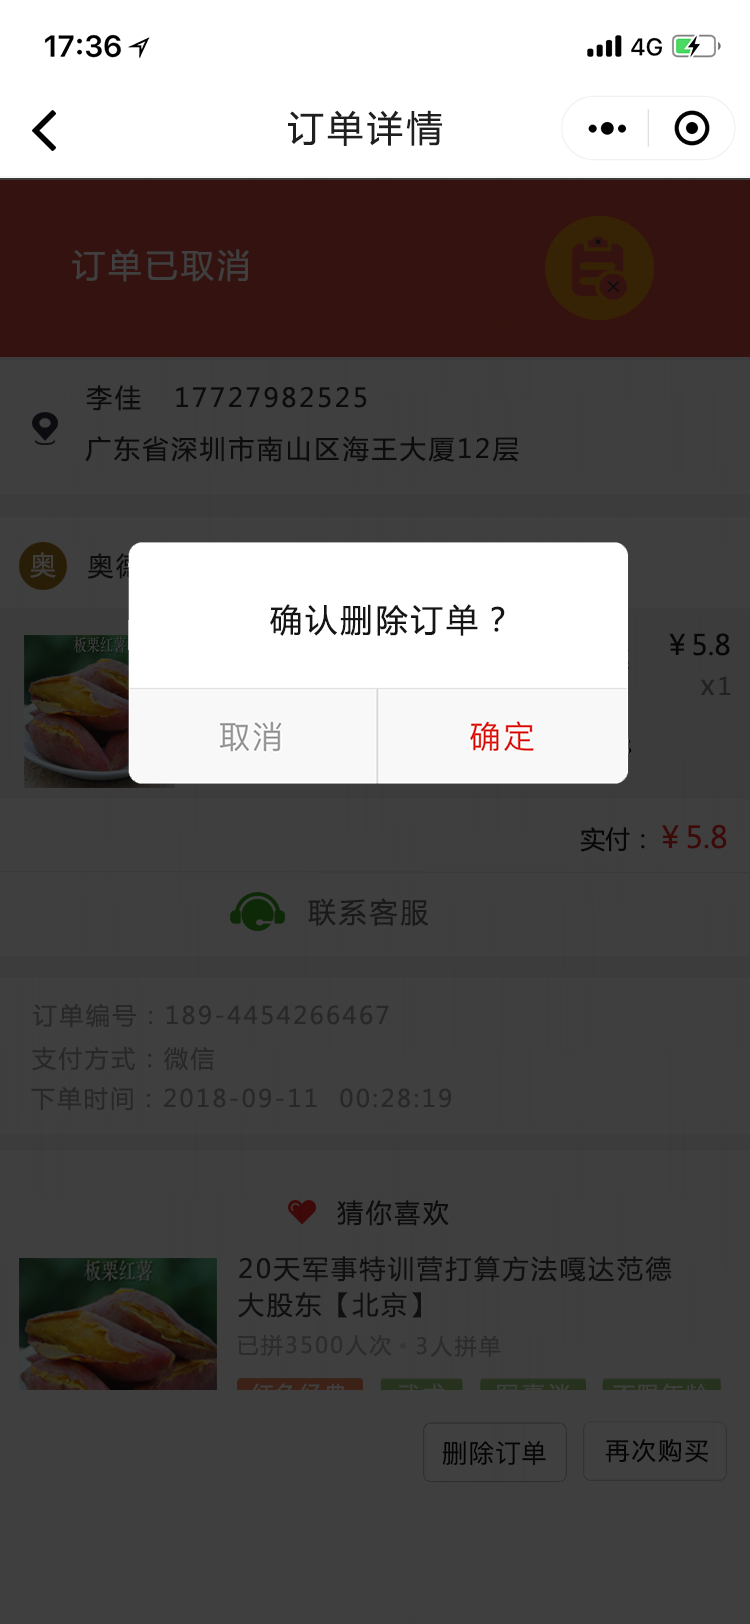 17:36
4G
订单详情
订单已取消
李佳 17727982525
广东省深圳市南山区海王大厦12层
奥 奥德
板栗红薯
¥5.8
x1
确认删除订单？
取消 确定
实付：¥5.8
联系客服
订单编号：189-4454266467
支付方式：微信
下单时间：2018-09-11 00:28:19
猜你喜欢
板栗红薯
20天军事特训营打算方法嘎达范德
大股东【北京】
已拼3500人次·3人拼单
红色经典
删除订单 再次购买